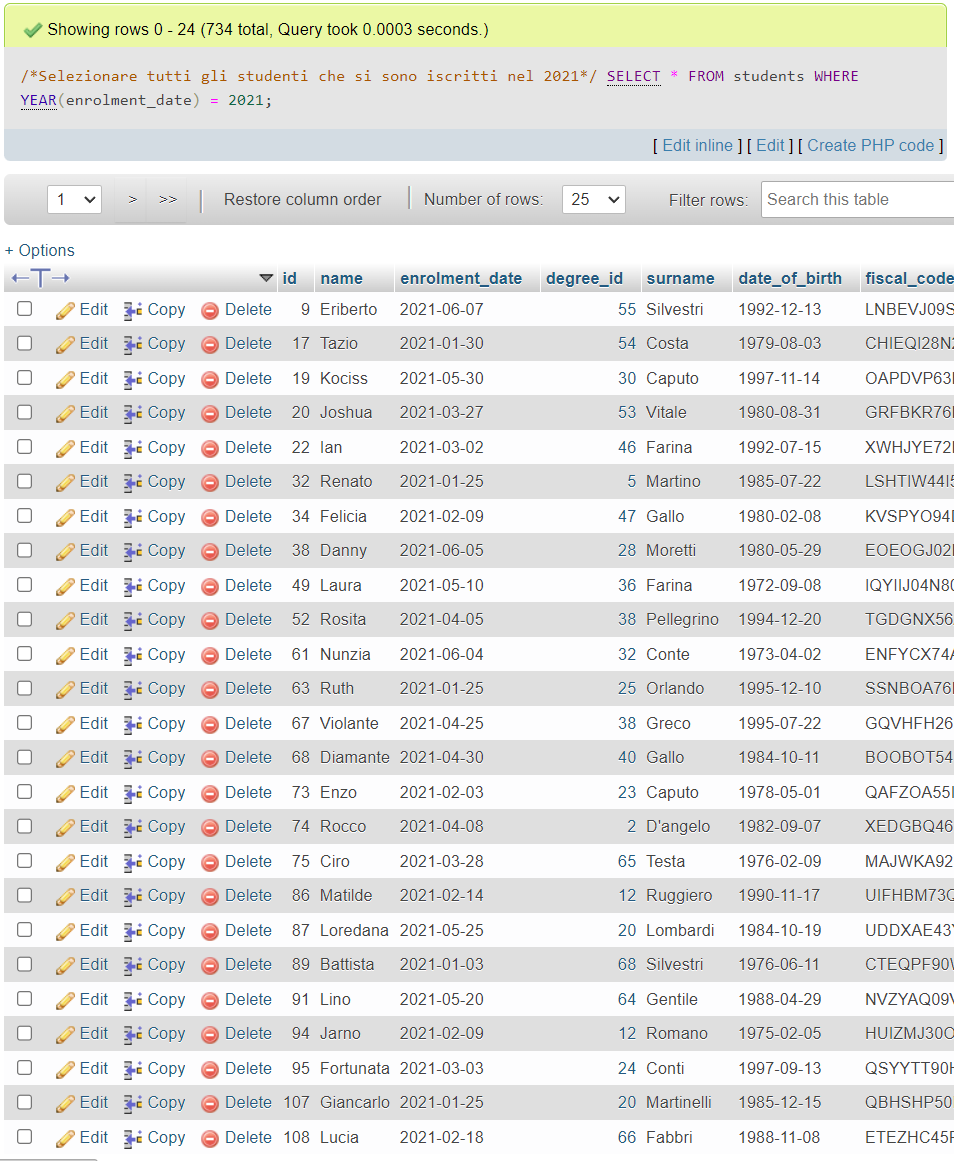 Showing rows 0 - 24 (734 total, Query took 0.0003 seconds.)
/*Selezionare tutti gli studenti che si sono iscritti nel 2021*/ SELECT * FROM students WHERE
YEAR(enrolment_date) = 2021;
[ Edit inline ] [ Edit ] [ Create PHP code ]
1 > >> | Restore column order | Number of rows: 25 Filter rows: Search this table
+ Options
←T→ id name enrolment_date degree_id surname date_of_birth fiscal_code
Edit Copy Delete 9 Eriberto 2021-06-07 55 Silvestri 1992-12-13 LNBEVJ09S
Edit Copy Delete 17 Tazio 2021-01-30 54 Costa 1979-08-03 CHIEQI28N
Edit Copy Delete 19 Kociss 2021-05-30 30 Caputo 1997-11-14 OAPDVP63
Edit Copy Delete 20 Joshua 2021-03-27 53 Vitale 1980-08-31 GRFBKR76
Edit Copy Delete 22 Ian 2021-03-02 46 Farina 1992-07-15 XWHJYE72
Edit Copy Delete 32 Renato 2021-01-25 5 Martino 1985-07-22 LSHTIW44I
Edit Copy Delete 34 Felicia 2021-02-09 47 Gallo 1980-02-08 KVSPYO94
Edit Copy Delete 38 Danny 2021-06-05 28 Moretti 1980-05-29 EOEOGJ02
Edit Copy Delete 49 Laura 2021-05-10 36 Farina 1972-09-08 IQYIIJ04N80
Edit Copy Delete 52 Rosita 2021-04-05 38 Pellegrino 1994-12-20 TGDGNX56
Edit Copy Delete 61 Nunzia 2021-06-04 32 Conte 1973-04-02 ENFYCX74A
Edit Copy Delete 63 Ruth 2021-01-25 25 Orlando 1995-12-10 SSNBOA76
Edit Copy Delete 67 Violante 2021-04-25 38 Greco 1995-07-22 GQVHFH26
Edit Copy Delete 68 Diamante 2021-04-30 40 Gallo 1984-10-11 BOOBOT54
Edit Copy Delete 73 Enzo 2021-02-03 23 Caputo 1978-05-01 QAFZOA55
Edit Copy Delete 74 Rocco 2021-04-08 2 D'angelo 1982-09-07 XEDGBQ46
Edit Copy Delete 75 Ciro 2021-03-28 65 Testa 1976-02-09 MAJWKA92
Edit Copy Delete 86 Matilde 2021-02-14 12 Ruggiero 1990-11-17 UIFHBM73
Edit Copy Delete 87 Loredana 2021-05-25 20 Lombardi 1984-10-19 UDDXAE43
Edit Copy Delete 89 Battista 2021-01-03 68 Silvestri 1976-06-11 CTEQPF90
Edit Copy Delete 91 Lino 2021-05-20 64 Gentile 1988-04-29 NVZYAQ09
Edit Copy Delete 94 Jarno 2021-02-09 12 Romano 1975-02-05 HUIZMJ30
Edit Copy Delete 95 Fortunata 2021-03-03 24 Conti 1997-09-13 QSYYTT90
Edit Copy Delete 107 Giancarlo 2021-01-25 20 Martinelli 1985-12-15 QBHSHP50
Edit Copy Delete 108 Lucia 2021-02-18 66 Fabbri 1988-11-08 ETEZHC45